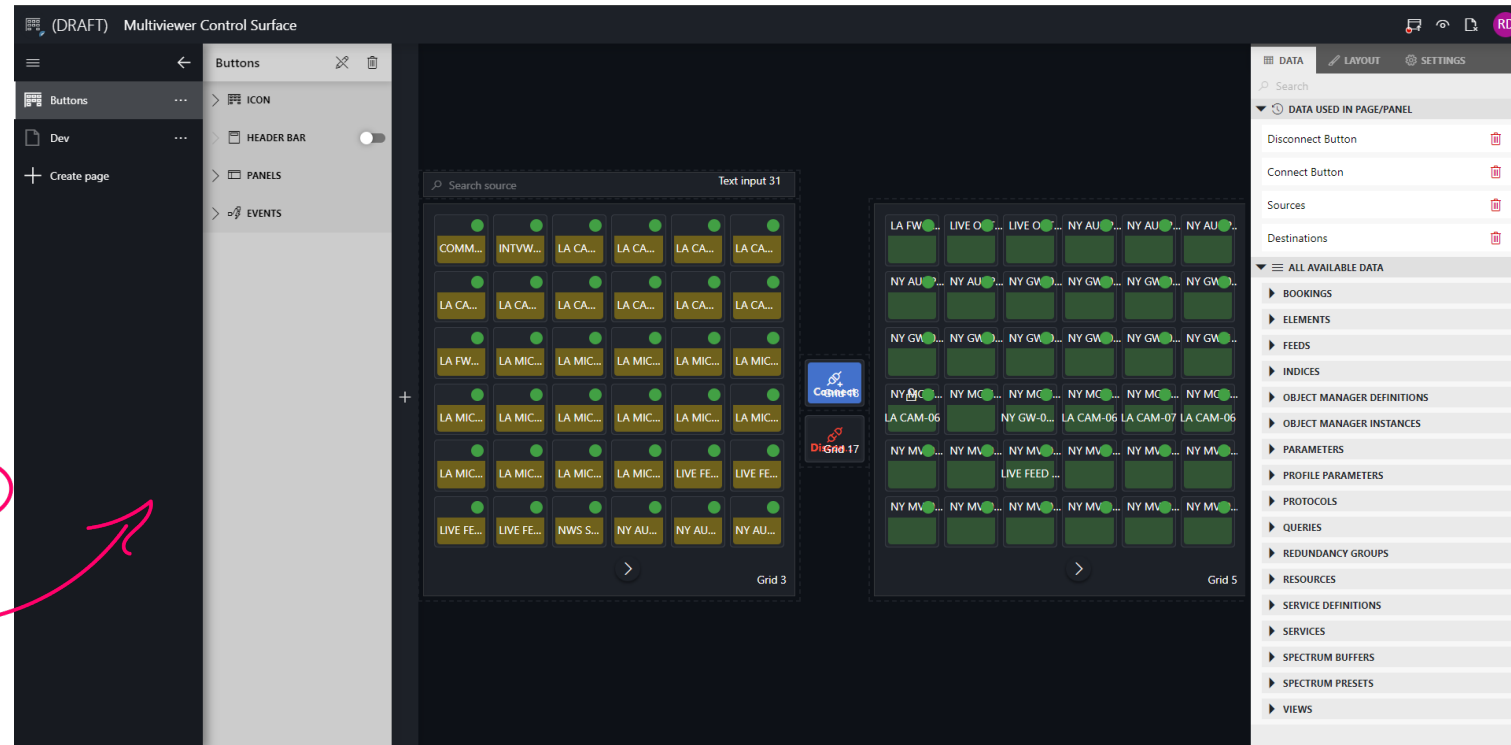 (DRAFT) Multiviewer Control Surface
RD
Buttons
Dev
Create page
Buttons
ICON
HEADER BAR
PANELS
EVENTS
Search source
Text input 31
COMM... INTVW... LA CA... LA CA... LA CA... LA CA...
LA CA... LA CA... LA CA... LA CA... LA CA... LA CA...
LA FW... LA MIC... LA MIC... LA MIC... LA MIC... LA MIC...
LA MIC... LA MIC... LA MIC... LA MIC... LA MIC... LA MIC...
LA MIC... LA MIC... LA MIC... LA MIC... LIVE FE... LIVE FE...
LIVE FE... LIVE FE... NWS S... NY AU... NY AU... NY AU...
Grid 3
Connect
Grid 18
Grid 17
LA FW... LIVE O... LIVE O... NY AU... NY AU... NY AU...
NY AU... NY AU... NY GW... NY GW... NY GW... NY GW...
NY GW... NY GW... NY GW... NY GW... NY GW... NY GW...
LA CAM-06 NY GW-0... LA CAM-06 LA CAM-07 LA CAM-06
NY MV... NY MV... NY MV... NY MV... NY MV... NY MV...
LIVE FEED ...
NY MV... NY MV... NY MV... NY MV... NY MV... NY MV...
Grid 5
DATA LAYOUT SETTINGS
Search
DATA USED IN PAGE/PANEL
Disconnect Button
Connect Button
Sources
Destinations
ALL AVAILABLE DATA
BOOKINGS
ELEMENTS
FEEDS
INDICES
OBJECT MANAGER DEFINITIONS
OBJECT MANAGER INSTANCES
PARAMETERS
PROFILE PARAMETERS
PROTOCOLS
QUERIES
REDUNDANCY GROUPS
RESOURCES
SERVICE DEFINITIONS
SERVICES
SPECTRUM BUFFERS
SPECTRUM PRESETS
VIEWS